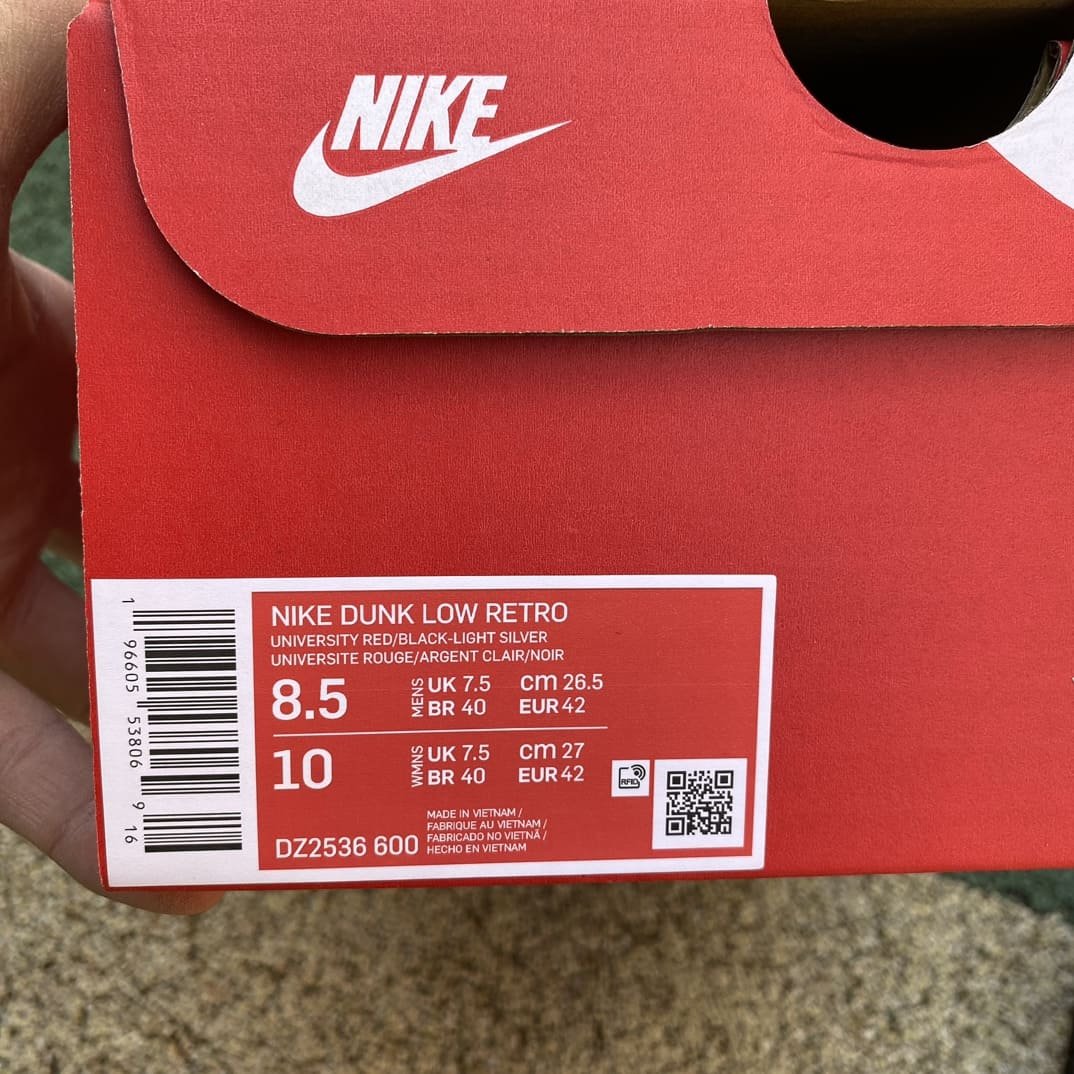 NIKE
NIKE DUNK LOW RETRO
UNIVERSITY RED/BLACK-LIGHT SILVER
UNIVERSITE ROUGE/ARGENT CLAIR/NOIR
8.5 MENS UK 7.5 cm 26.5
BR 40 EUR 42
10 WMNS UK 7.5 cm 27
BR 40 EUR 42
RFID
MADE IN VIETNAM /
FABRIQUE AU VIETNAM /
FABRICADO NO VIETNÃ /
HECHO EN VIETNAM
DZ2536 600
1 96605 53806 9 16